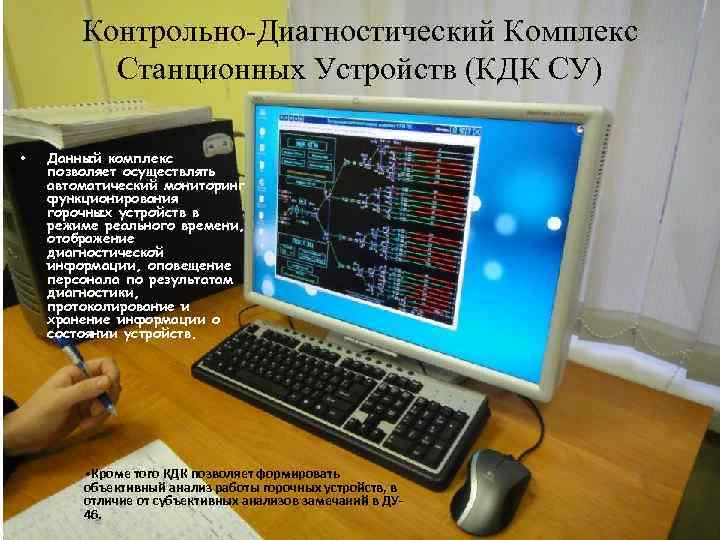 Контрольно-Диагностический Комплекс
Станционных Устройств (КДК СУ)
• Данный комплекс
позволяет осуществлять
автоматический мониторинг
функционирования
горочных устройств в
режиме реального времени,
отображение
диагностической
информации, оповещение
персонала по результатам
диагностики,
протоколирование и
хранение информации о
состоянии устройств.
•Кроме того КДК позволяет формировать
объективный анализ работы горочных устройств, в
отличие от субъективных анализов замечаний в ДУ-
46.